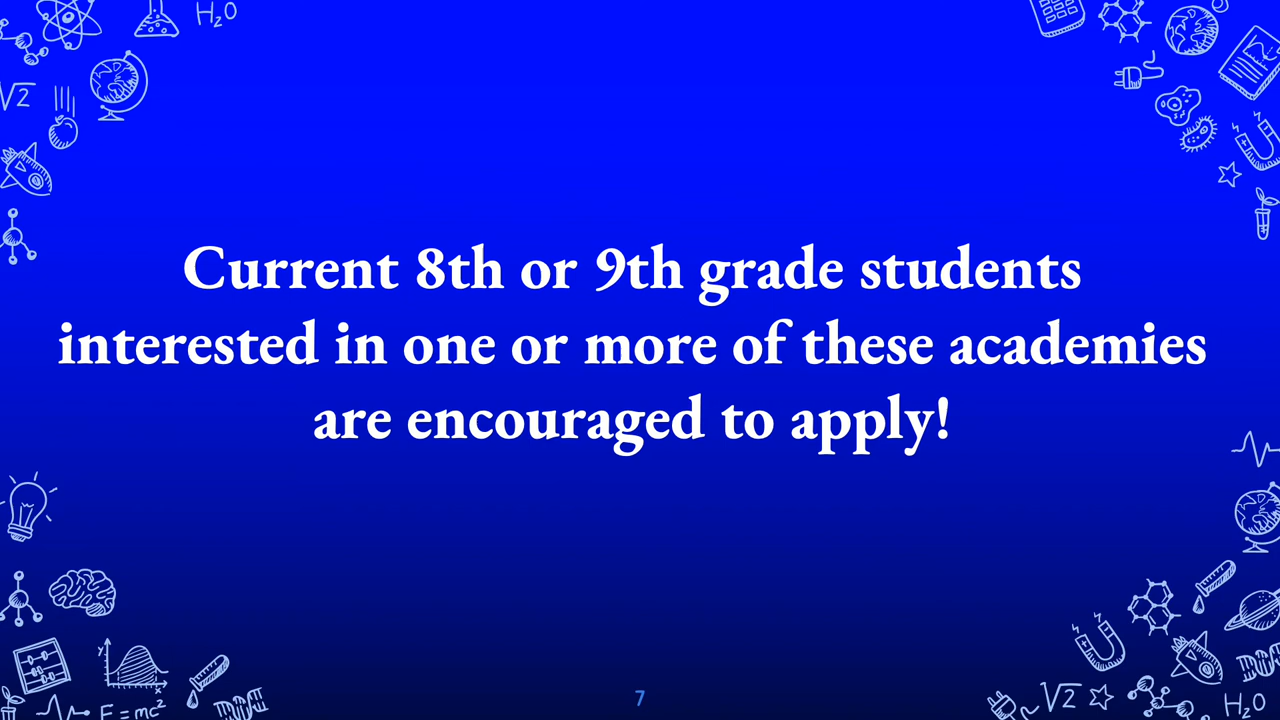 H₂O
√2
Current 8th or 9th grade students
interested in one or more of these academies
are encouraged to apply!
y
x
E=mc²
7
√2
H₂O